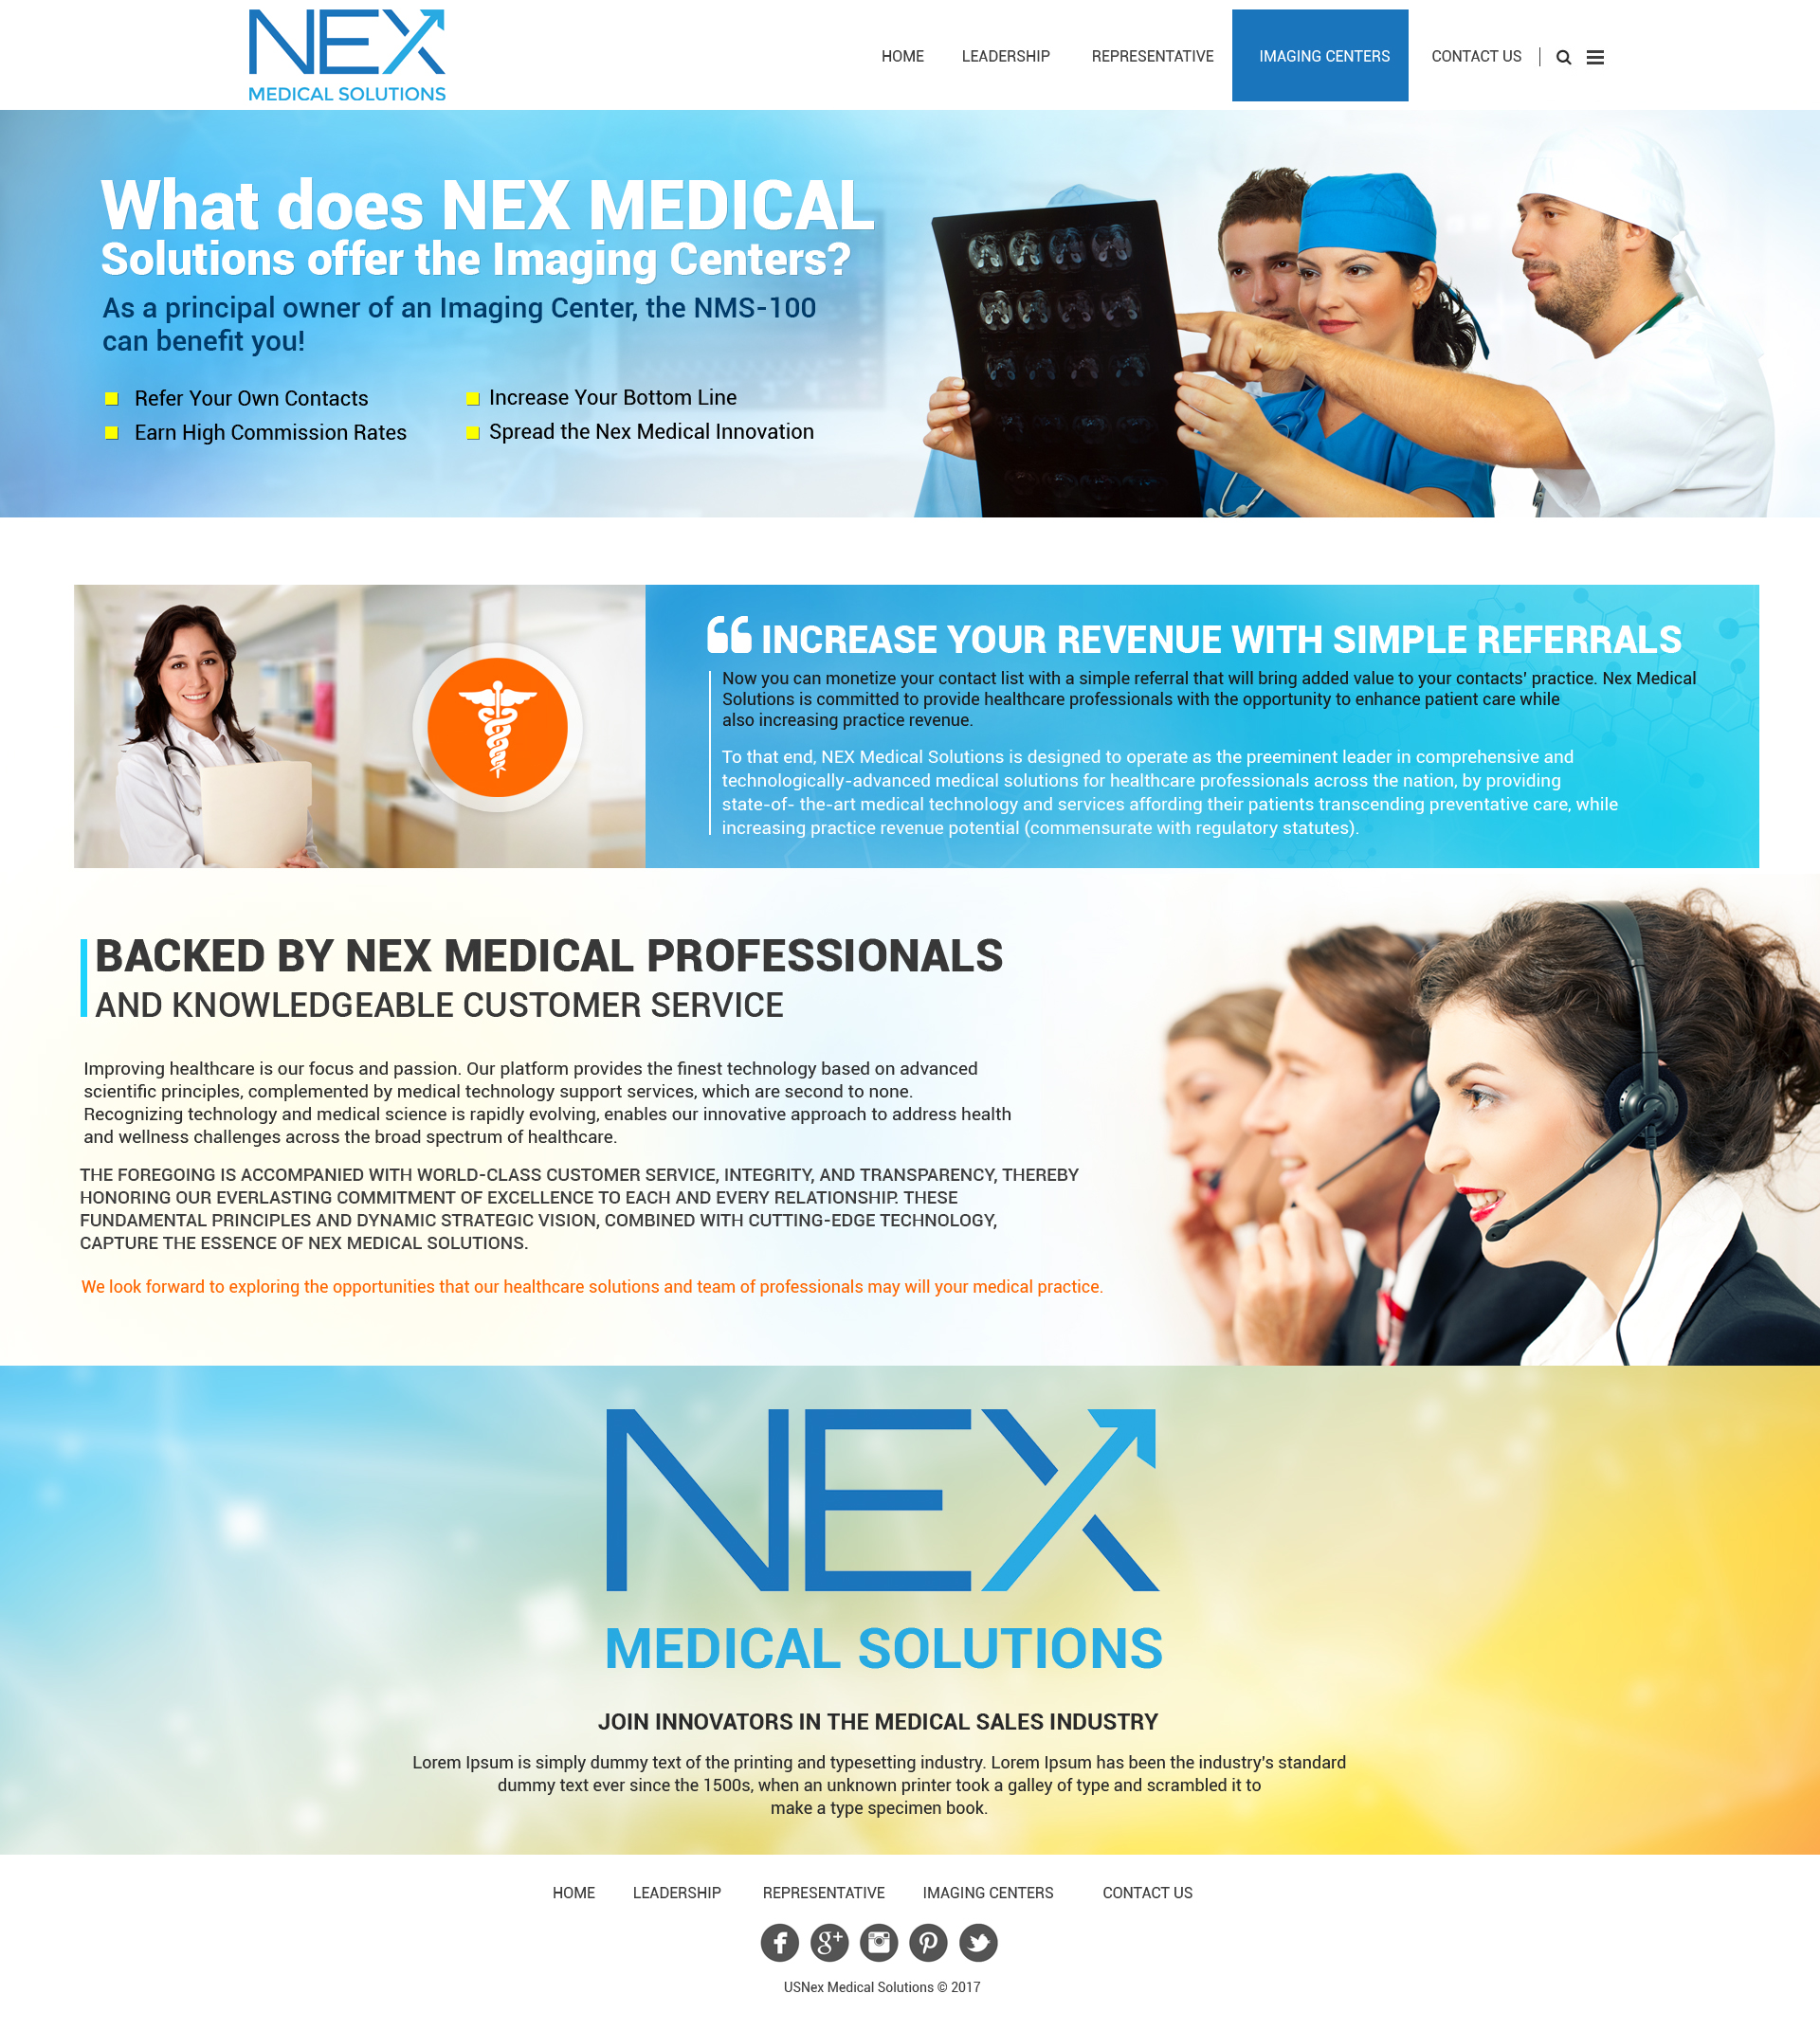 NEX
MEDICAL SOLUTIONS
HOME LEADERSHIP REPRESENTATIVE IMAGING CENTERS CONTACT US
What does NEX MEDICAL
Solutions offer the Imaging Centers?
As a principal owner of an Imaging Center, the NMS-100
can benefit you!
Refer Your Own Contacts
Increase Your Bottom Line
Earn High Commission Rates
Spread the Nex Medical Innovation
“ INCREASE YOUR REVENUE WITH SIMPLE REFERRALS
Now you can monetize your contact list with a simple referral that will bring added value to your contacts' practice. Nex Medical
Solutions is committed to provide healthcare professionals with the opportunity to enhance patient care while
also increasing practice revenue.
To that end, NEX Medical Solutions is designed to operate as the preeminent leader in comprehensive and
technologically-advanced medical solutions for healthcare professionals across the nation, by providing
state-of- the-art medical technology and services affording their patients transcending preventative care, while
increasing practice revenue potential (commensurate with regulatory statutes).
BACKED BY NEX MEDICAL PROFESSIONALS
AND KNOWLEDGEABLE CUSTOMER SERVICE
Improving healthcare is our focus and passion. Our platform provides the finest technology based on advanced
scientific principles, complemented by medical technology support services, which are second to none.
Recognizing technology and medical science is rapidly evolving, enables our innovative approach to address health
and wellness challenges across the broad spectrum of healthcare.
THE FOREGOING IS ACCOMPANIED WITH WORLD-CLASS CUSTOMER SERVICE, INTEGRITY, AND TRANSPARENCY, THEREBY
HONORING OUR EVERLASTING COMMITMENT OF EXCELLENCE TO EACH AND EVERY RELATIONSHIP. THESE
FUNDAMENTAL PRINCIPLES AND DYNAMIC STRATEGIC VISION, COMBINED WITH CUTTING-EDGE TECHNOLOGY,
CAPTURE THE ESSENCE OF NEX MEDICAL SOLUTIONS.
We look forward to exploring the opportunities that our healthcare solutions and team of professionals may will your medical practice.
NEX
MEDICAL SOLUTIONS
JOIN INNOVATORS IN THE MEDICAL SALES INDUSTRY
Lorem Ipsum is simply dummy text of the printing and typesetting industry. Lorem Ipsum has been the industry's standard
dummy text ever since the 1500s, when an unknown printer took a galley of type and scrambled it to
make a type specimen book.
HOME LEADERSHIP REPRESENTATIVE IMAGING CENTERS CONTACT US
USNex Medical Solutions © 2017